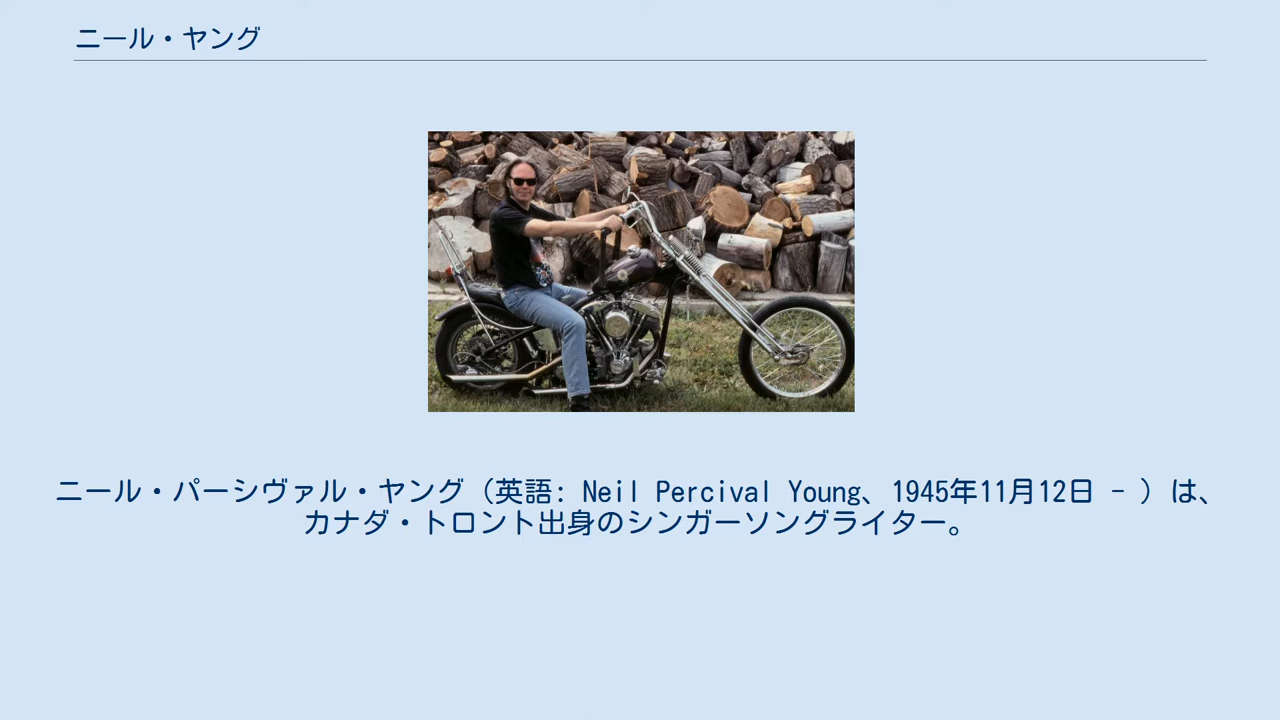 ニール・ヤング
ニール・パーシヴァル・ヤング（英語: Neil Percival Young、1945年11月12日 - ）は、
カナダ・トロント出身のシンガーソングライター。